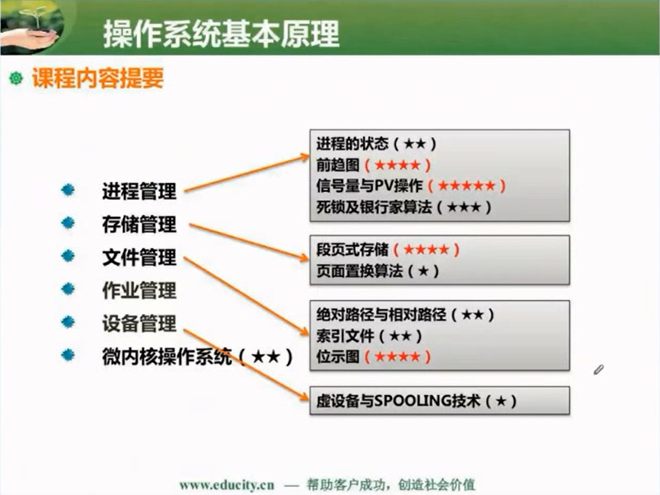 操作系统基本原理
课程内容提要
进程管理
存储管理
文件管理
作业管理
设备管理
微内核操作系统（★★）
进程的状态（★★）
前趋图（★★★★）
信号量与PV操作（★★★★★）
死锁及银行家算法（★★★）
段页式存储（★★★★）
页面置换算法（★）
绝对路径与相对路径（★★）
索引文件（★★）
位示图（★★★★）
虚设备与SPOOLING技术（★）
www.educity.cn — 帮助客户成功，创造社会价值